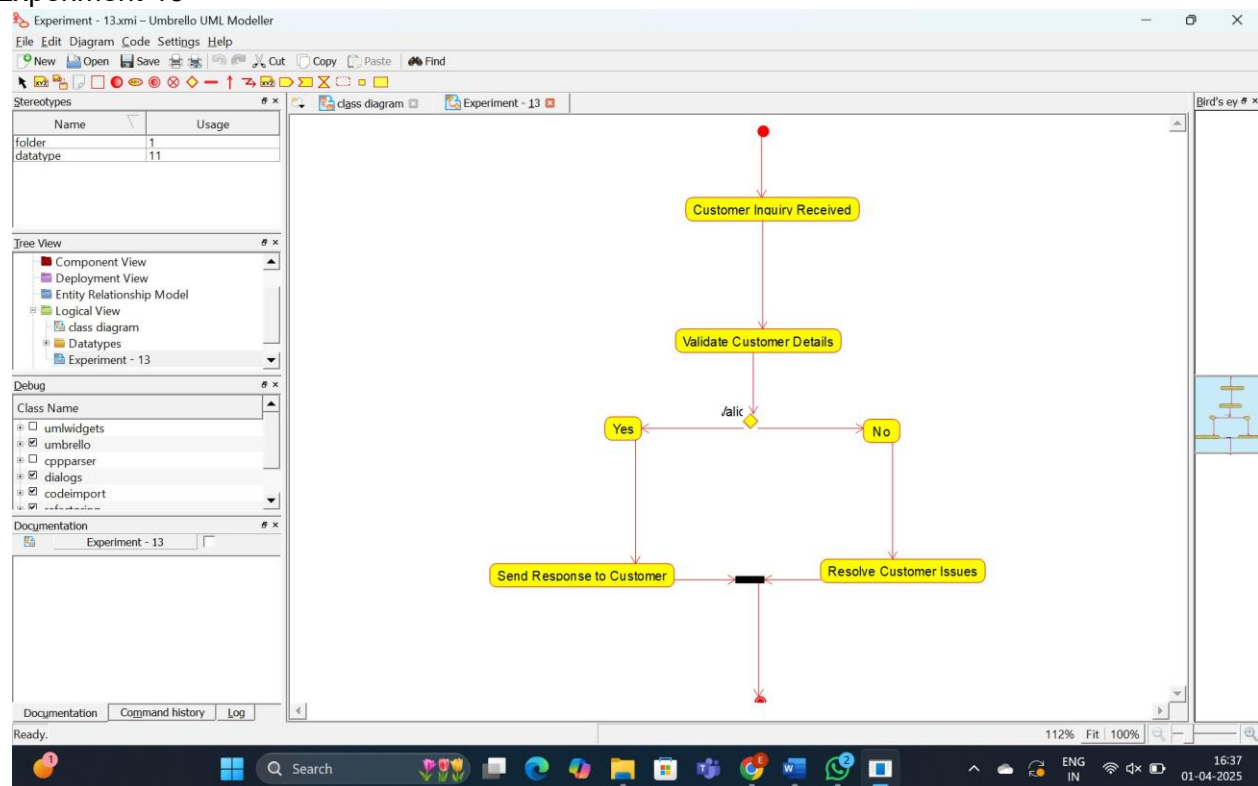 Experiment - 13.xmi – Umbrello UML Modeller
File Edit Diagram Code Settings Help
New Open Save Cut Copy Paste Find
Stereotypes
Name Usage
folder 1
datatype 11
class diagram Experiment - 13
Bird's ey
Customer Inquiry Received
Tree View
Component View
Deployment View
Entity Relationship Model
Logical View
class diagram
Datatypes
Experiment - 13
Validate Customer Details
Debug
Class Name
umlwidgets
umbrello
cppparser
dialogs
codeimport
Yes
No
Documentation
Experiment - 13
Send Response to Customer
Resolve Customer Issues
Documentation Command history Log
Ready.
112% Fit 100%
1
Search
2
ENG
IN
16:37
01-04-2025